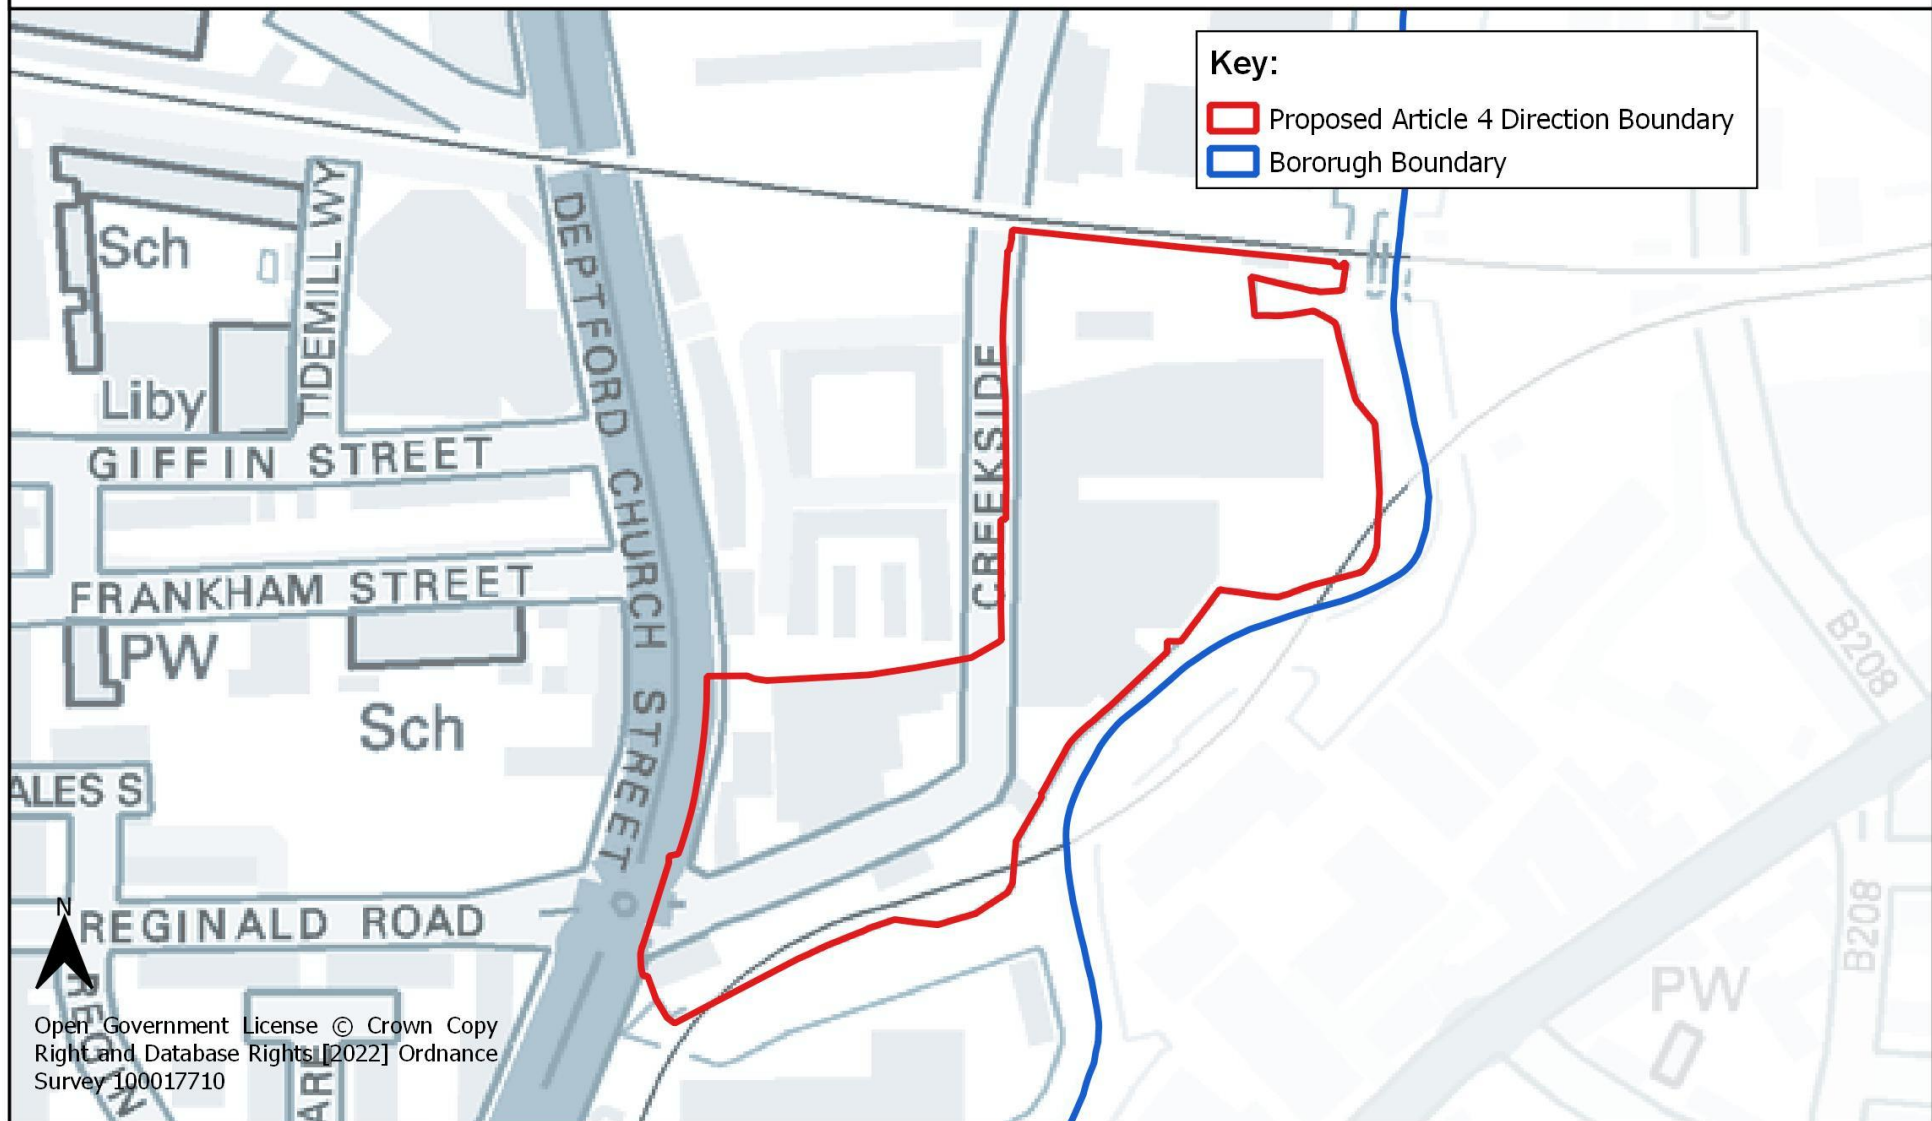 Key:
Proposed Article 4 Direction Boundary
Bororugh Boundary
Sch
TIDEMILL WY
DEPTFORD CHURCH STREET
Liby
CREEKSIDE
GIFFIN STREET
FRANKHAM STREET
PW
Sch
B208
ALES S
REGINALD ROAD
B208
PW
N
REGIN
ARE
Open Government License © Crown Copy
Right and Database Rights [2022] Ordnance
Survey 100017710